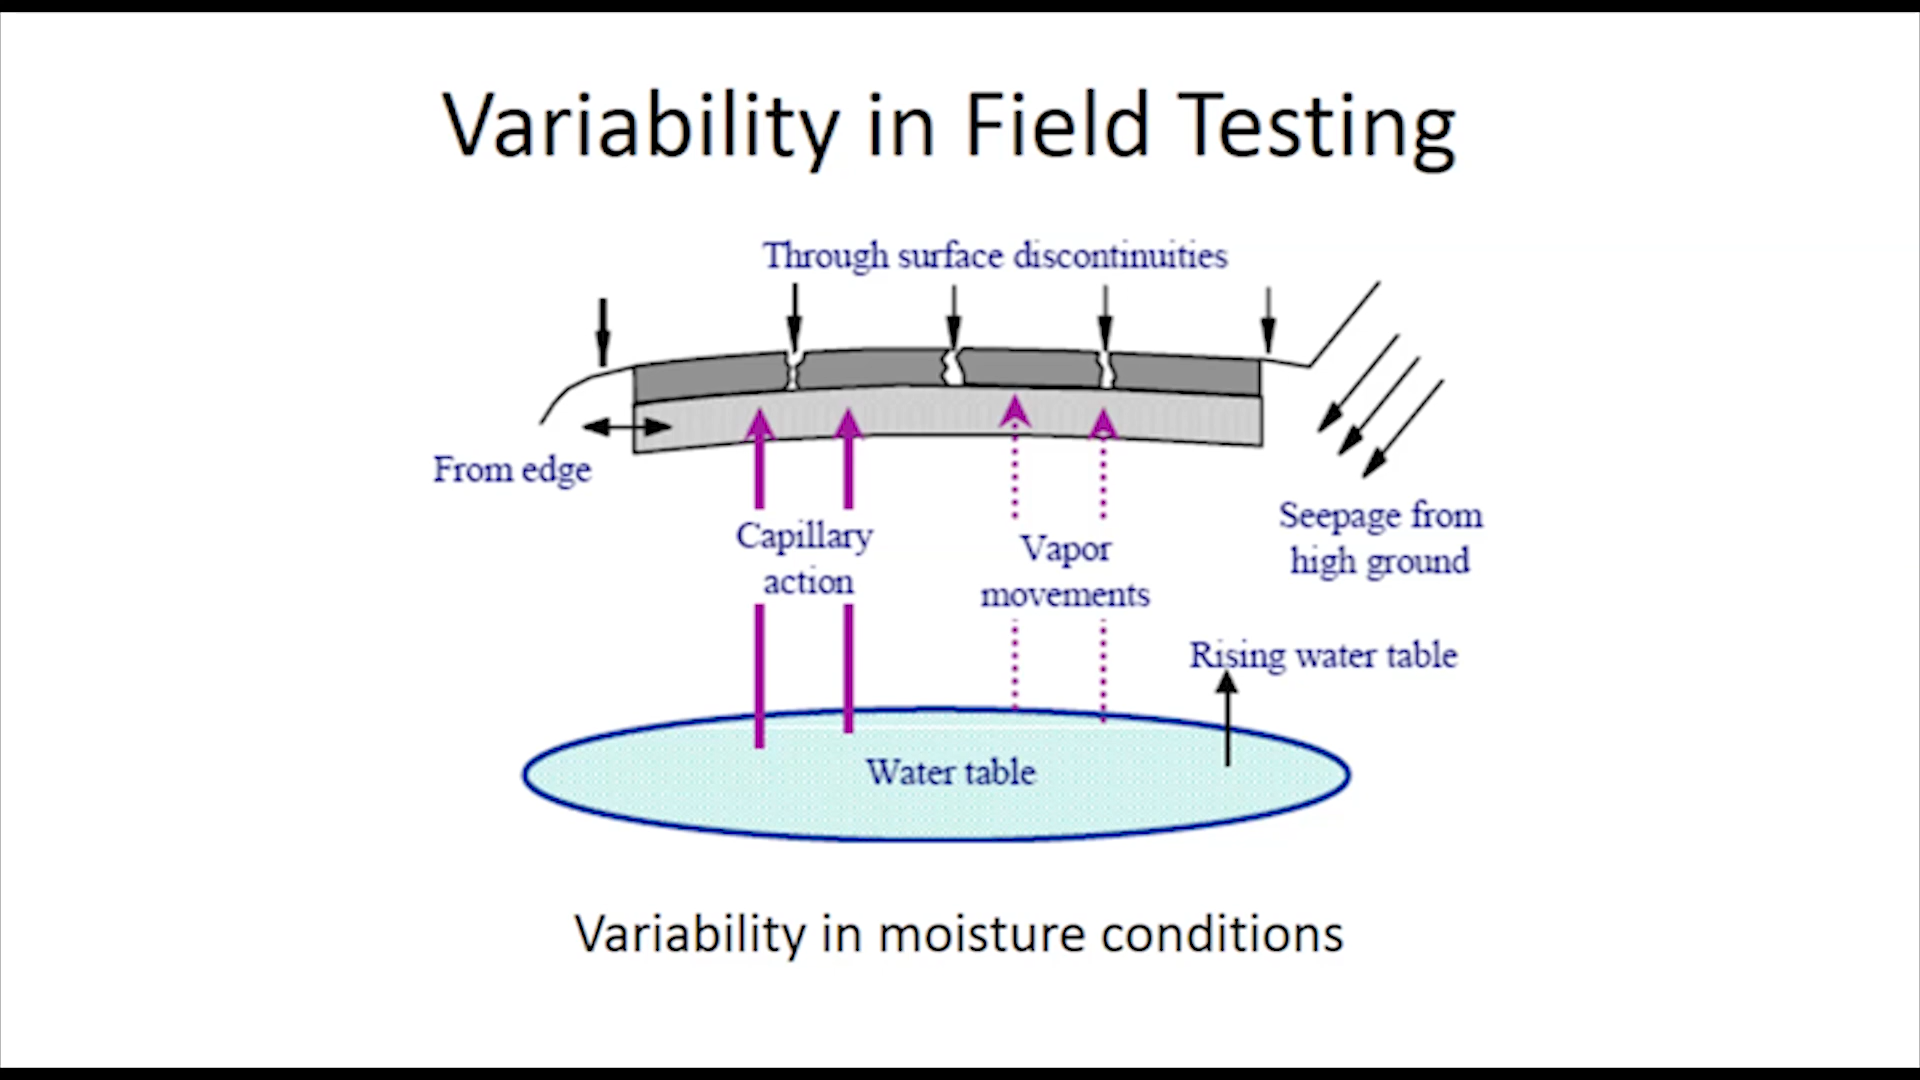 Variability in Field Testing
Through surface discontinuities
From edge
Capillary
action
Vapor
movements
Seepage from
high ground
Rising water table
Water table
Variability in moisture conditions